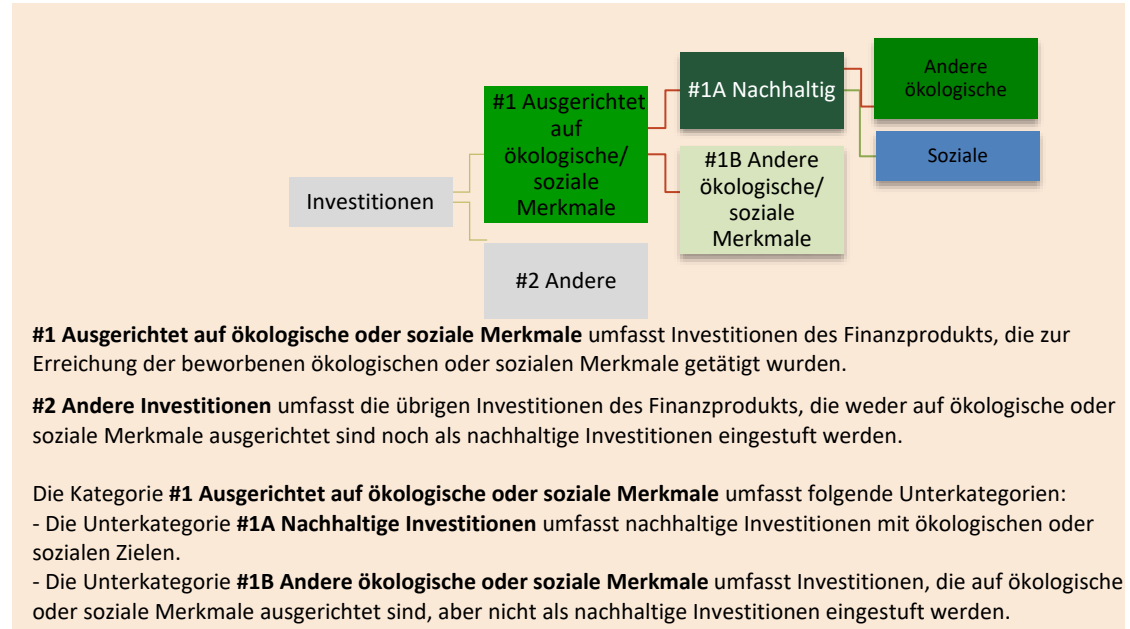 Investitionen
#1 Ausgerichtet
auf
ökologische/
soziale
Merkmale
#2 Andere
#1A Nachhaltig
#1B Andere
ökologische/
soziale
Merkmale
Andere
ökologische
Soziale
#1 Ausgerichtet auf ökologische oder soziale Merkmale umfasst Investitionen des Finanzprodukts, die zur
Erreichung der beworbenen ökologischen oder sozialen Merkmale getätigt wurden.
#2 Andere Investitionen umfasst die übrigen Investitionen des Finanzprodukts, die weder auf ökologische oder
soziale Merkmale ausgerichtet sind noch als nachhaltige Investitionen eingestuft werden.
Die Kategorie #1 Ausgerichtet auf ökologische oder soziale Merkmale umfasst folgende Unterkategorien:
- Die Unterkategorie #1A Nachhaltige Investitionen umfasst nachhaltige Investitionen mit ökologischen oder
sozialen Zielen.
- Die Unterkategorie #1B Andere ökologische oder soziale Merkmale umfasst Investitionen, die auf ökologische
oder soziale Merkmale ausgerichtet sind, aber nicht als nachhaltige Investitionen eingestuft werden.